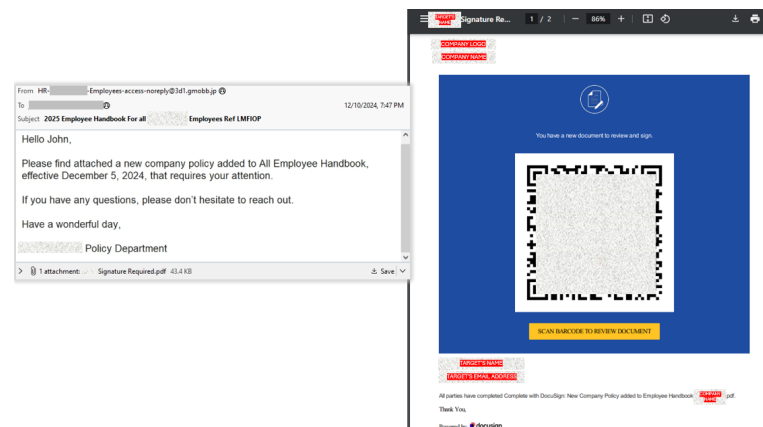 From HR- -Employees-access-noreply@3d1.gmobb.jp
To
12/10/2024, 7:47 PM
Subject 2025 Employee Handbook For all Employees Ref LMFIOP
Hello John,
Please find attached a new company policy added to All Employee Handbook,
effective December 5, 2024, that requires your attention.
If you have any questions, please don't hesitate to reach out.
Have a wonderful day,
Policy Department
1 attachment: Signature Required.pdf 43.4 KB
Save
TARGET'S
NAME
Signature Re...
1 / 2
86%
COMPANY LOGO
COMPANY NAME
You have a new document to review and sign.
SCAN BARCODE TO REVIEW DOCUMENT
TARGET'S NAME
TARGET'S EMAIL ADDRESS
All parties have completed Complete with DocuSign: New Company Policy added to Employee Handbook COMPANY NAME .pdf.
Thank You,
Powered by docusign